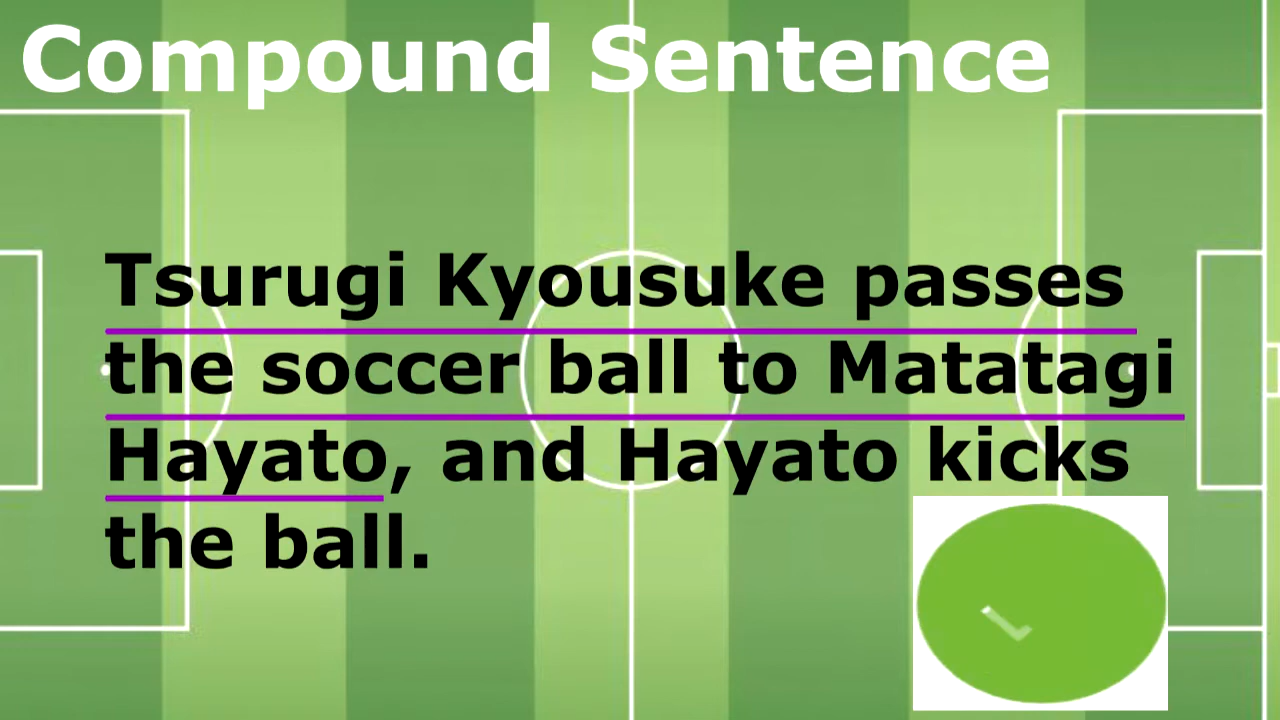 Compound Sentence
Tsurugi Kyousuke passes
the soccer ball to Matatagi
Hayato, and Hayato kicks
the ball.